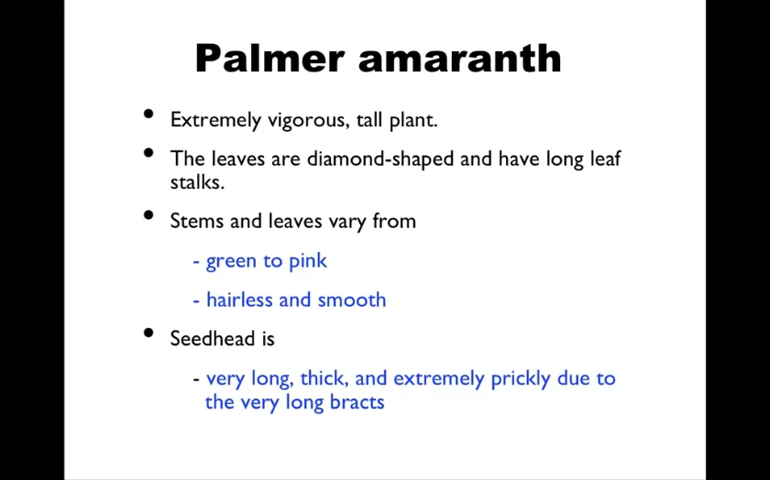 Palmer amaranth
• Extremely vigorous, tall plant.
• The leaves are diamond-shaped and have long leaf
stalks.
• Stems and leaves vary from
- green to pink
- hairless and smooth
• Seedhead is
- very long, thick, and extremely prickly due to
the very long bracts